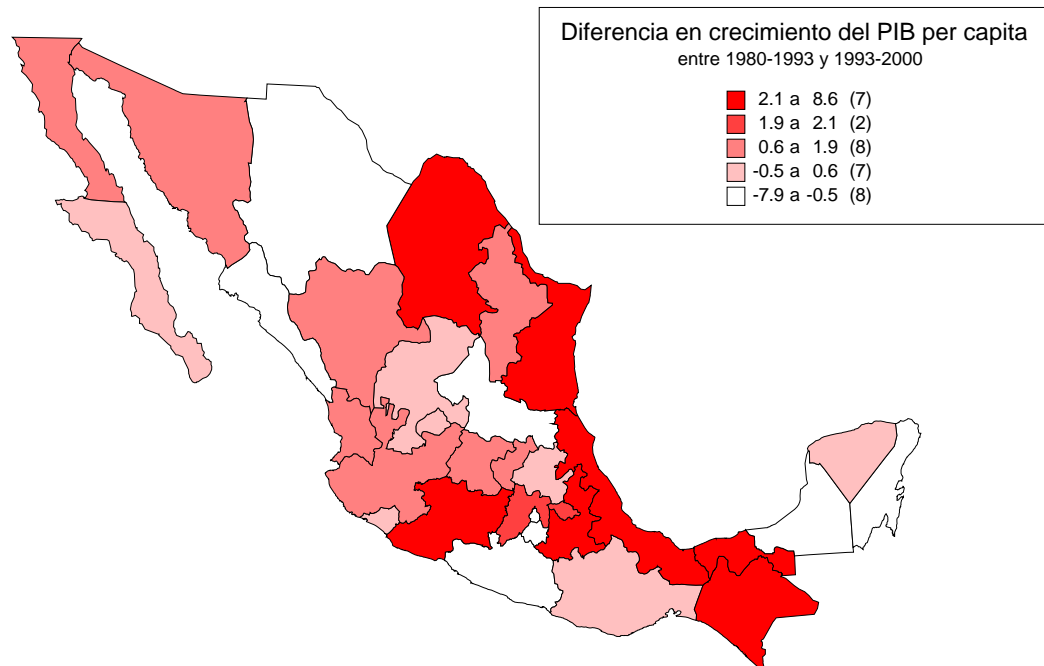 Diferencia en crecimiento del PIB per capita
entre 1980-1993 y 1993-2000
2.1 a 8.6 (7)
1.9 a 2.1 (2)
0.6 a 1.9 (8)
-0.5 a 0.6 (7)
-7.9 a -0.5 (8)